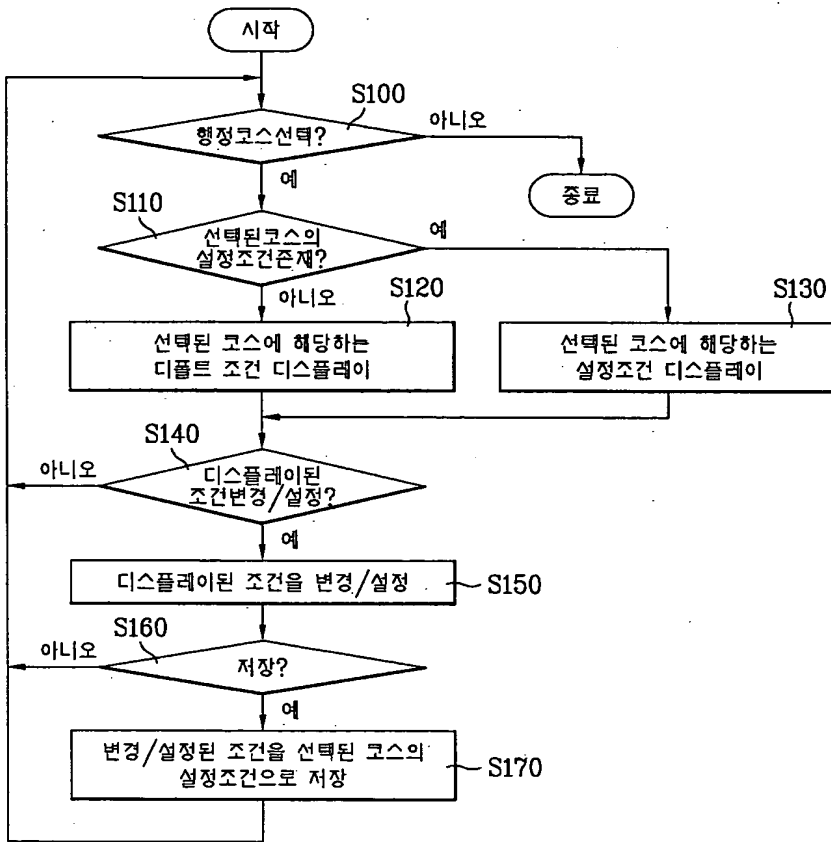 시작
S100
행정코스선택?
아니오
예
종료
S110
선택된코스의
설정조건존재?
예
아니오
S120
선택된 코스에 해당하는
디폴트 조건 디스플레이
S130
선택된 코스에 해당하는
설정조건 디스플레이
S140
아니오
디스플레이된
조건변경/설정?
예
디스플레이된 조건을 변경/설정
S150
S160
아니오
저장?
예
변경/설정된 조건을 선택된 코스의
설정조건으로 저장
S170